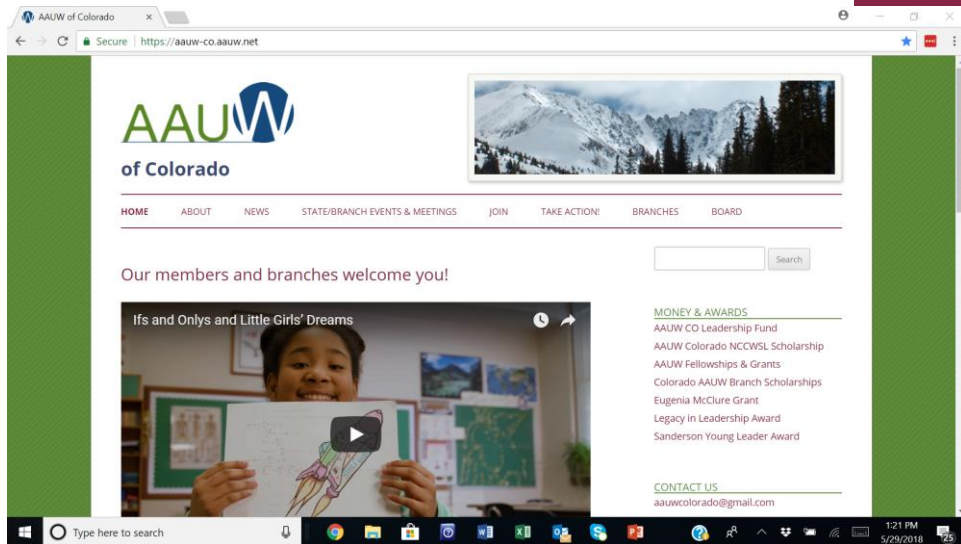 AAUW of Colorado
Secure | https://aauw-co.aauw.net
AAUW
of Colorado
HOME ABOUT NEWS STATE/BRANCH EVENTS & MEETINGS JOIN TAKE ACTION! BRANCHES BOARD
Search
Our members and branches welcome you!
Ifs and Onlys and Little Girls' Dreams
MONEY & AWARDS
AAUW CO Leadership Fund
AAUW Colorado NCCWSL Scholarship
AAUW Fellowships & Grants
Colorado AAUW Branch Scholarships
Eugenia McClure Grant
Legacy in Leadership Award
Sanderson Young Leader Award
CONTACT US
aauwcolorado@gmail.com
Type here to search
1:21 PM
5/29/2018
25